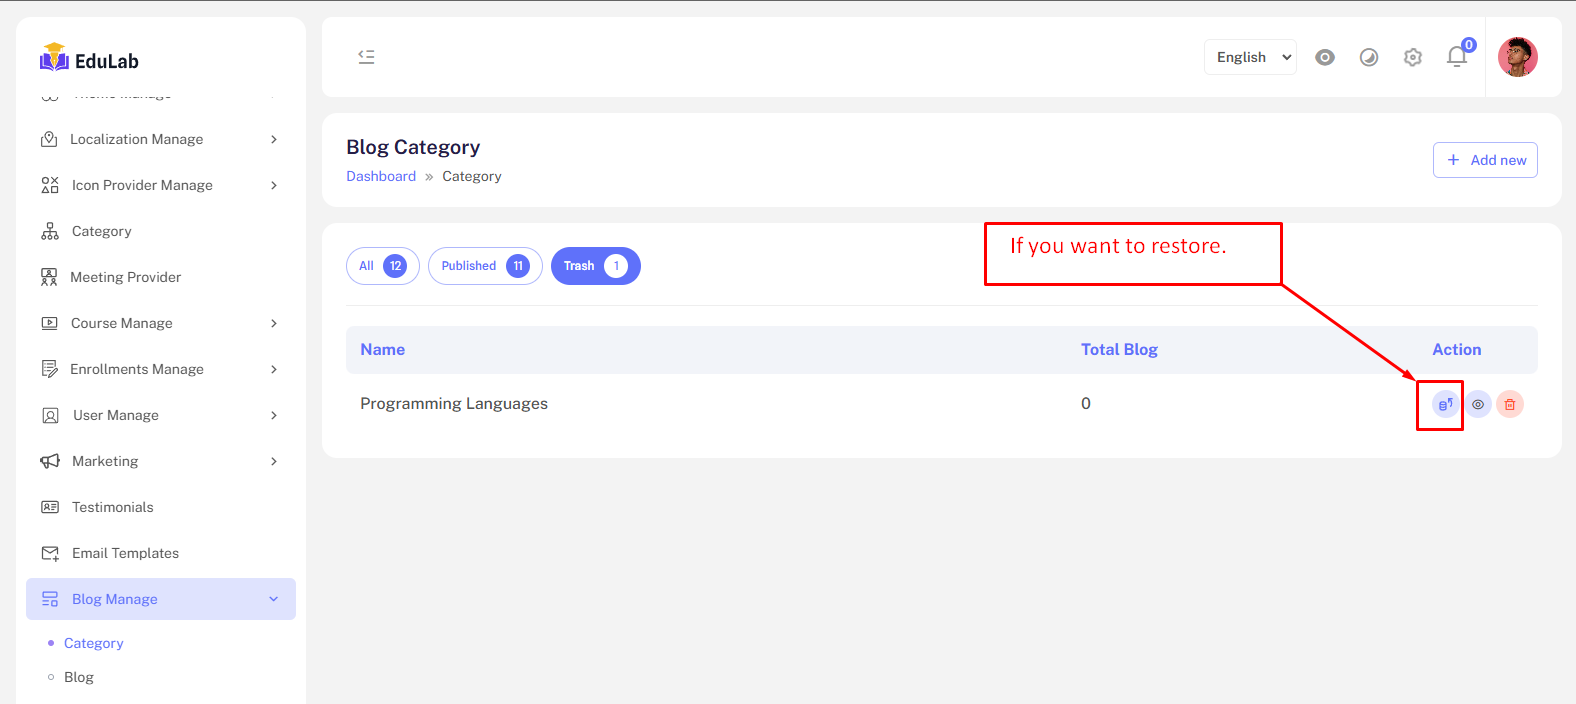 EduLab
Theme Manage
Localization Manage
Icon Provider Manage
Category
Meeting Provider
Course Manage
Enrollments Manage
User Manage
Marketing
Testimonials
Email Templates
Blog Manage
Category
Blog
English
0
Blog Category
Dashboard » Category
+ Add new
All 12 Published 11 Trash 1
If you want to restore.
Name Total Blog Action
Programming Languages 0